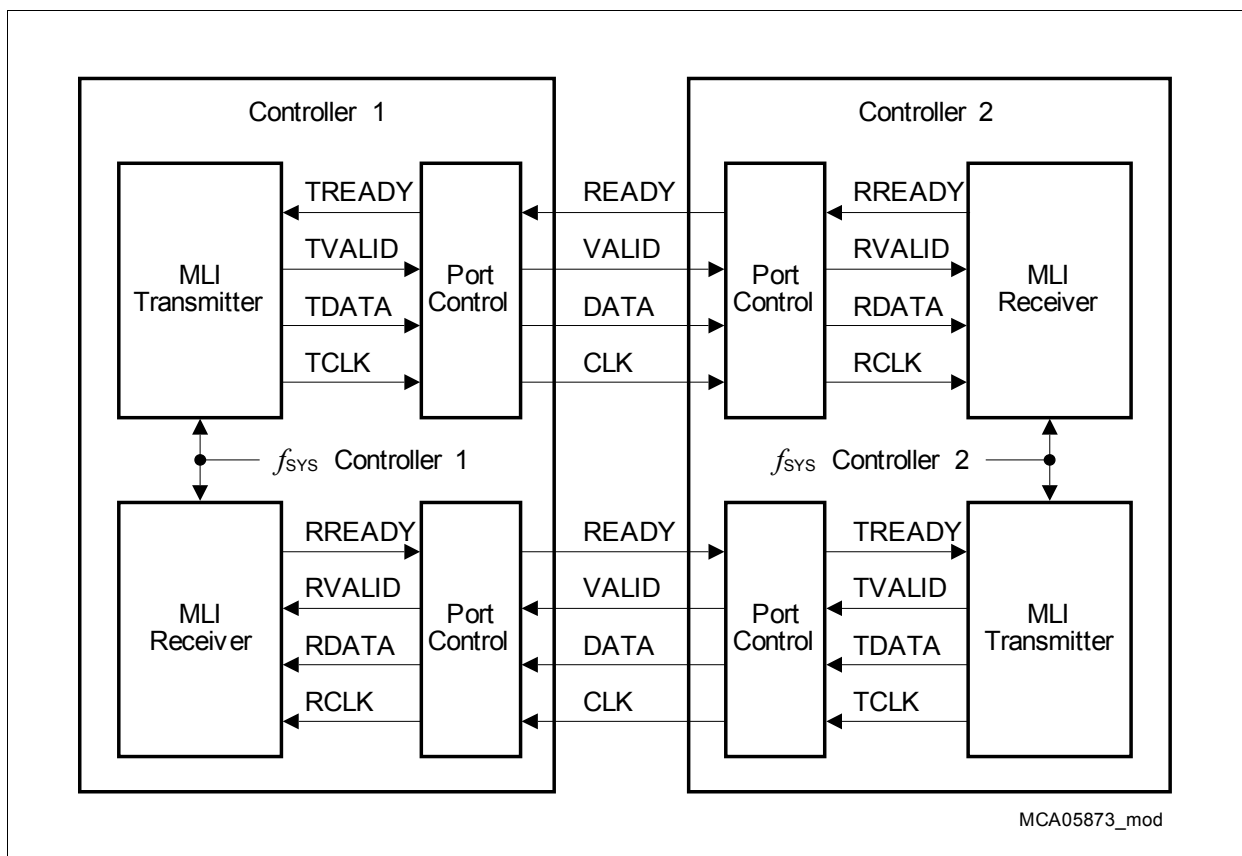 Controller 1
Controller 2
TREADY
READY
RREADY
TVALID
VALID
RVALID
MLI
Transmitter
Port
Control
Port
Control
MLI
Receiver
TDATA
DATA
RDATA
TCLK
CLK
RCLK
fSYS Controller 1
fSYS Controller 2
RREADY
READY
TREADY
RVALID
VALID
TVALID
MLI
Receiver
Port
Control
Port
Control
MLI
Transmitter
RDATA
DATA
TDATA
RCLK
CLK
TCLK
MCA05873_mod